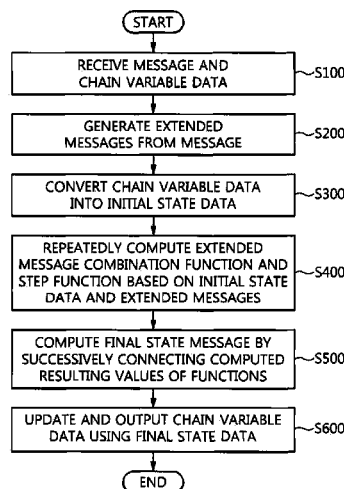 START
RECEIVE MESSAGE AND
CHAIN VARIABLE DATA
S100
GENERATE EXTENDED
MESSAGES FROM MESSAGE
S200
CONVERT CHAIN VARIABLE DATA
INTO INITIAL STATE DATA
S300
REPEATEDLY COMPUTE EXTENDED
MESSAGE COMBINATION FUNCTION AND
STEP FUNCTION BASED ON INITIAL STATE
DATA AND EXTENDED MESSAGES
S400
COMPUTE FINAL STATE MESSAGE BY
SUCCESSIVELY CONNECTING COMPUTED
RESULTING VALUES OF FUNCTIONS
S500
UPDATE AND OUTPUT CHAIN VARIABLE
DATA USING FINAL STATE DATA
S600
END